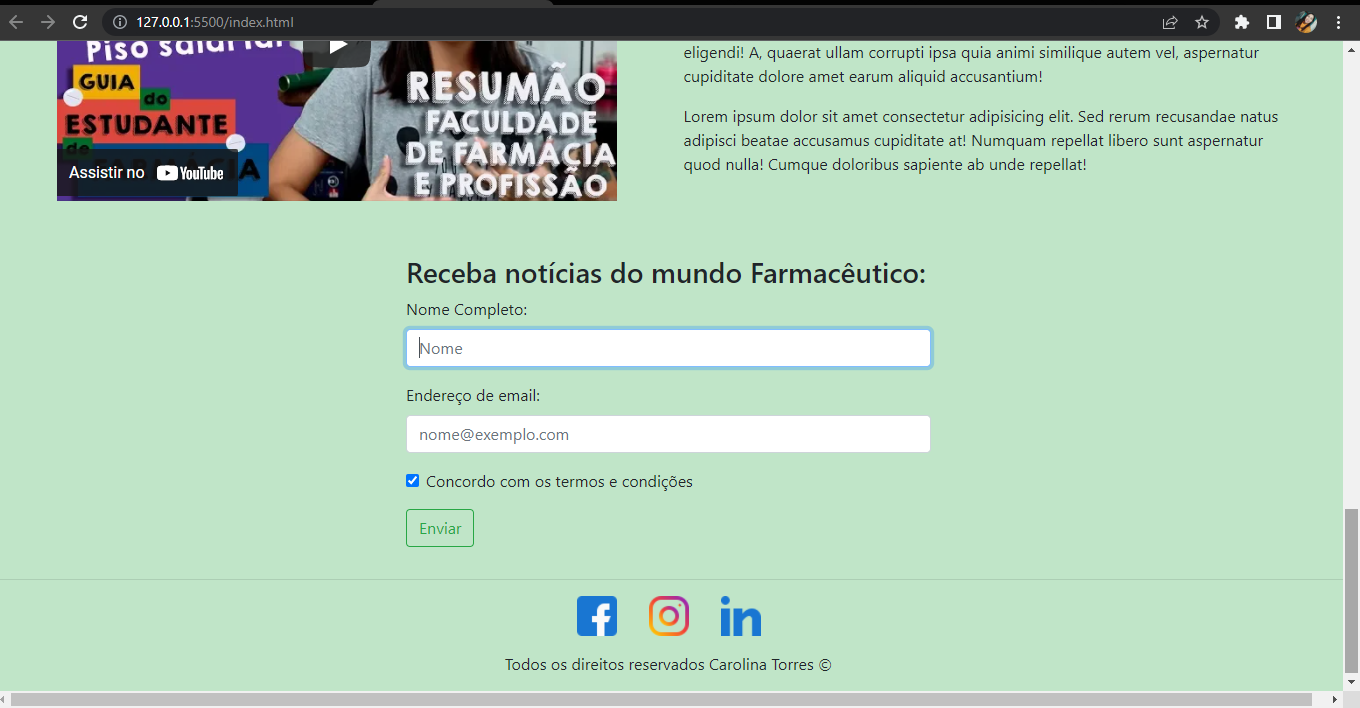 127.0.0.1:5500/index.html
eligendi! A, quaerat ullam corrupti ipsa quia animi similique autem vel, aspernatur
cupiditate dolore amet earum aliquid accusantium!
Lorem ipsum dolor sit amet consectetur adipisicing elit. Sed rerum recusandae natus
adipisci beatae accusamus cupiditate at! Numquam repellat libero sunt aspernatur
quod nulla! Cumque doloribus sapiente ab unde repellat!
Piso salarial
GUIA
do
ESTUDANTE
de
Assistir no YouTube
RESUMÃO
FACULDADE
DE FARMÁCIA
E PROFISSÃO
Receba notícias do mundo Farmacêutico:
Nome Completo:
Nome
Endereço de email:
nome@exemplo.com
Concordo com os termos e condições
Enviar
f
in
Todos os direitos reservados Carolina Torres ©